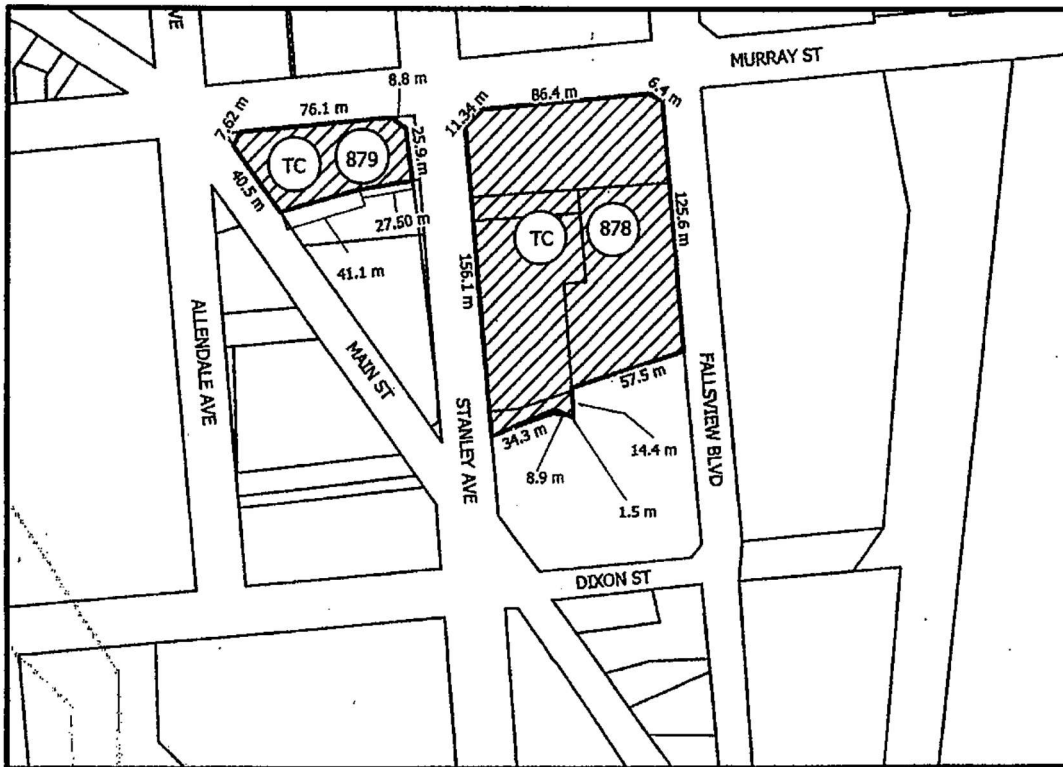 AVE
MURRAY ST
8.8 m
76.1 m
7.62 m
11.34 m
86.4 m
6.4 m
TC
879
25.9 m
40.5 m
27.60 m
41.1 m
TC
878
125.6 m
156.1 m
ALLENDALE AVE
MAIN ST
STANLEY AVE
FALLSVIEW BLVD
57.5 m
34.3 m
14.4 m
8.9 m
1.5 m
DIXON ST